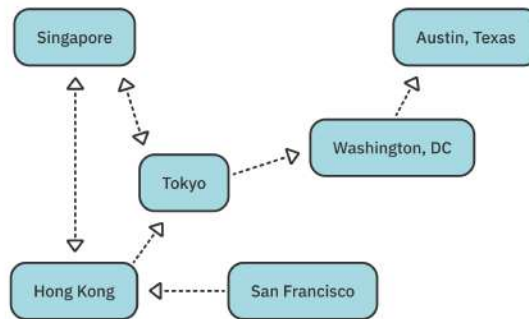 Singapore
Austin, Texas
Washington, DC
Tokyo
Hong Kong
San Francisco